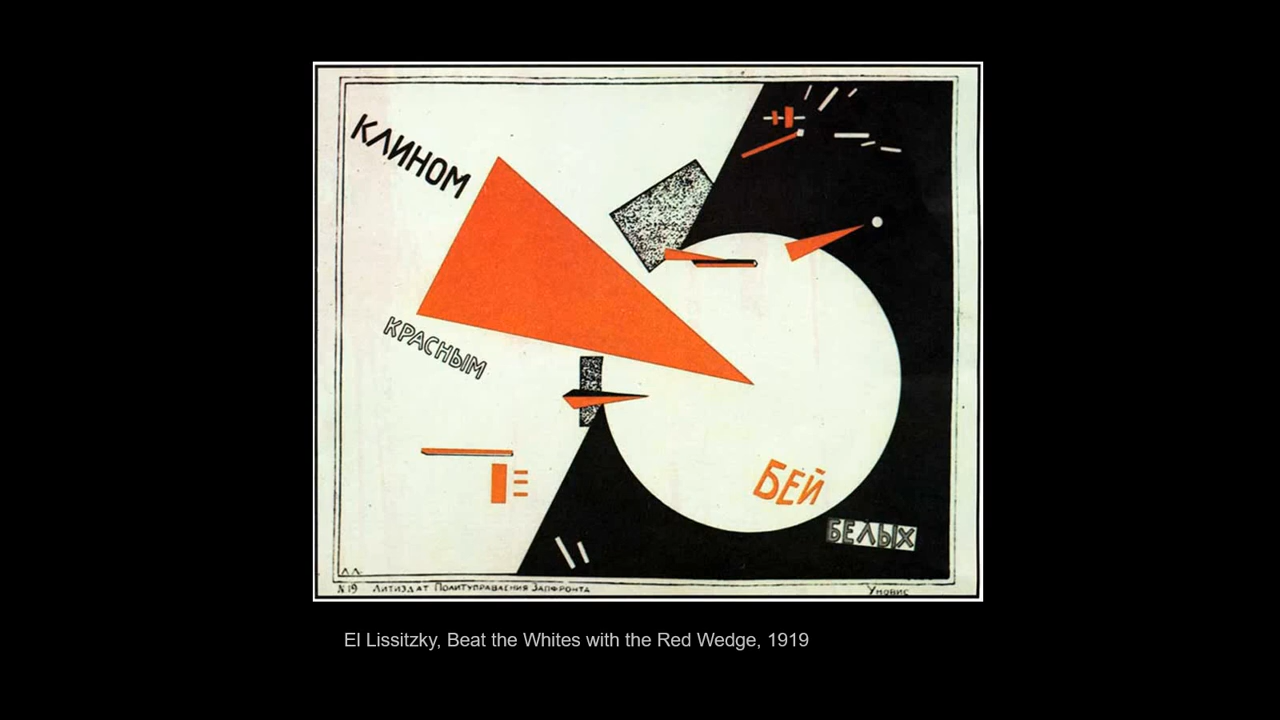 КЛИНОМ
КРАСНЫМ
БЕЙ
БЕЛЫХ
Л.Л.
№19 ЛИТИЗДАТ ПОЛИТУПРАВЛЕНИЯ ЗАПФРОНТА
УНОВИС
El Lissitzky, Beat the Whites with the Red Wedge, 1919